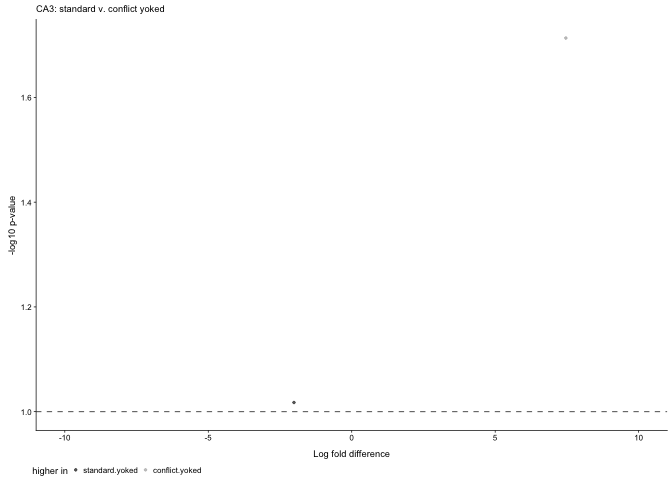 CA3: standard v. conflict yoked
1.6
1.4
1.2
1.0
-log10 p-value
-10
-5
0
5
10
Log fold difference
higher in standard.yoked conflict.yoked